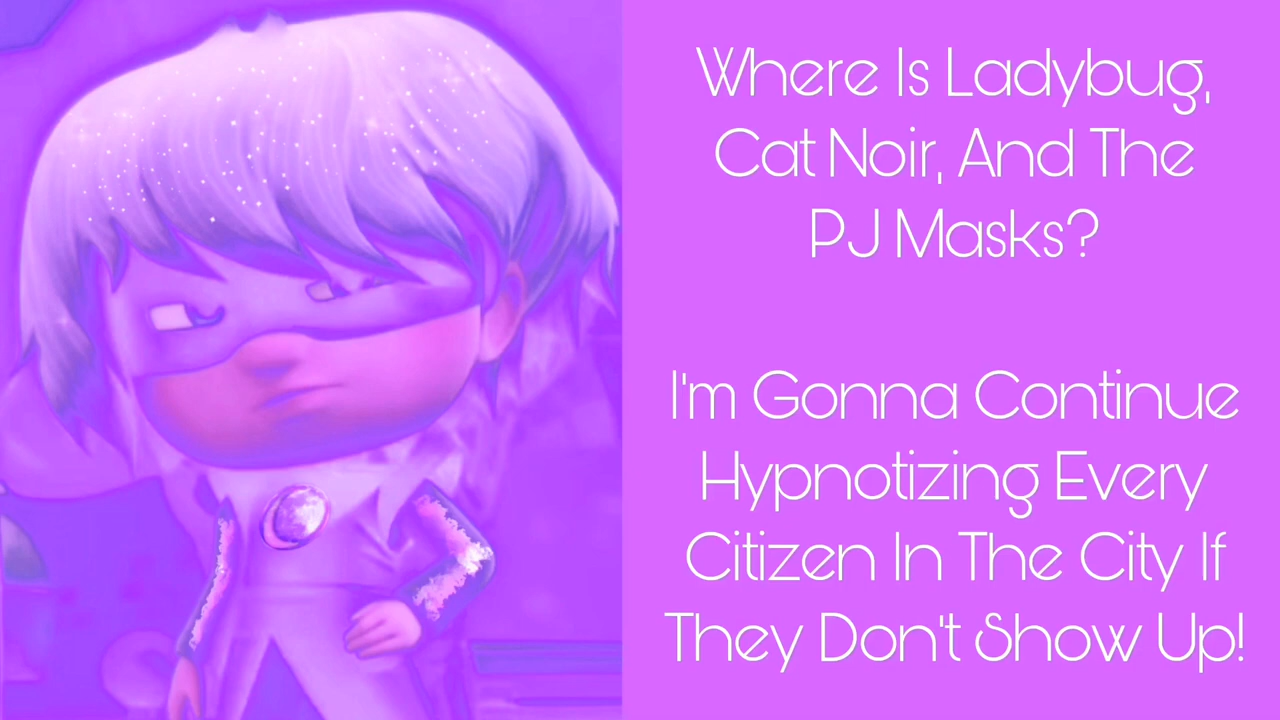 Where Is Ladybug,
Cat Noir, And The
PJ Masks?
I'm Gonna Continue
Hypnotizing Every
Citizen In The City If
They Don't Show Up!